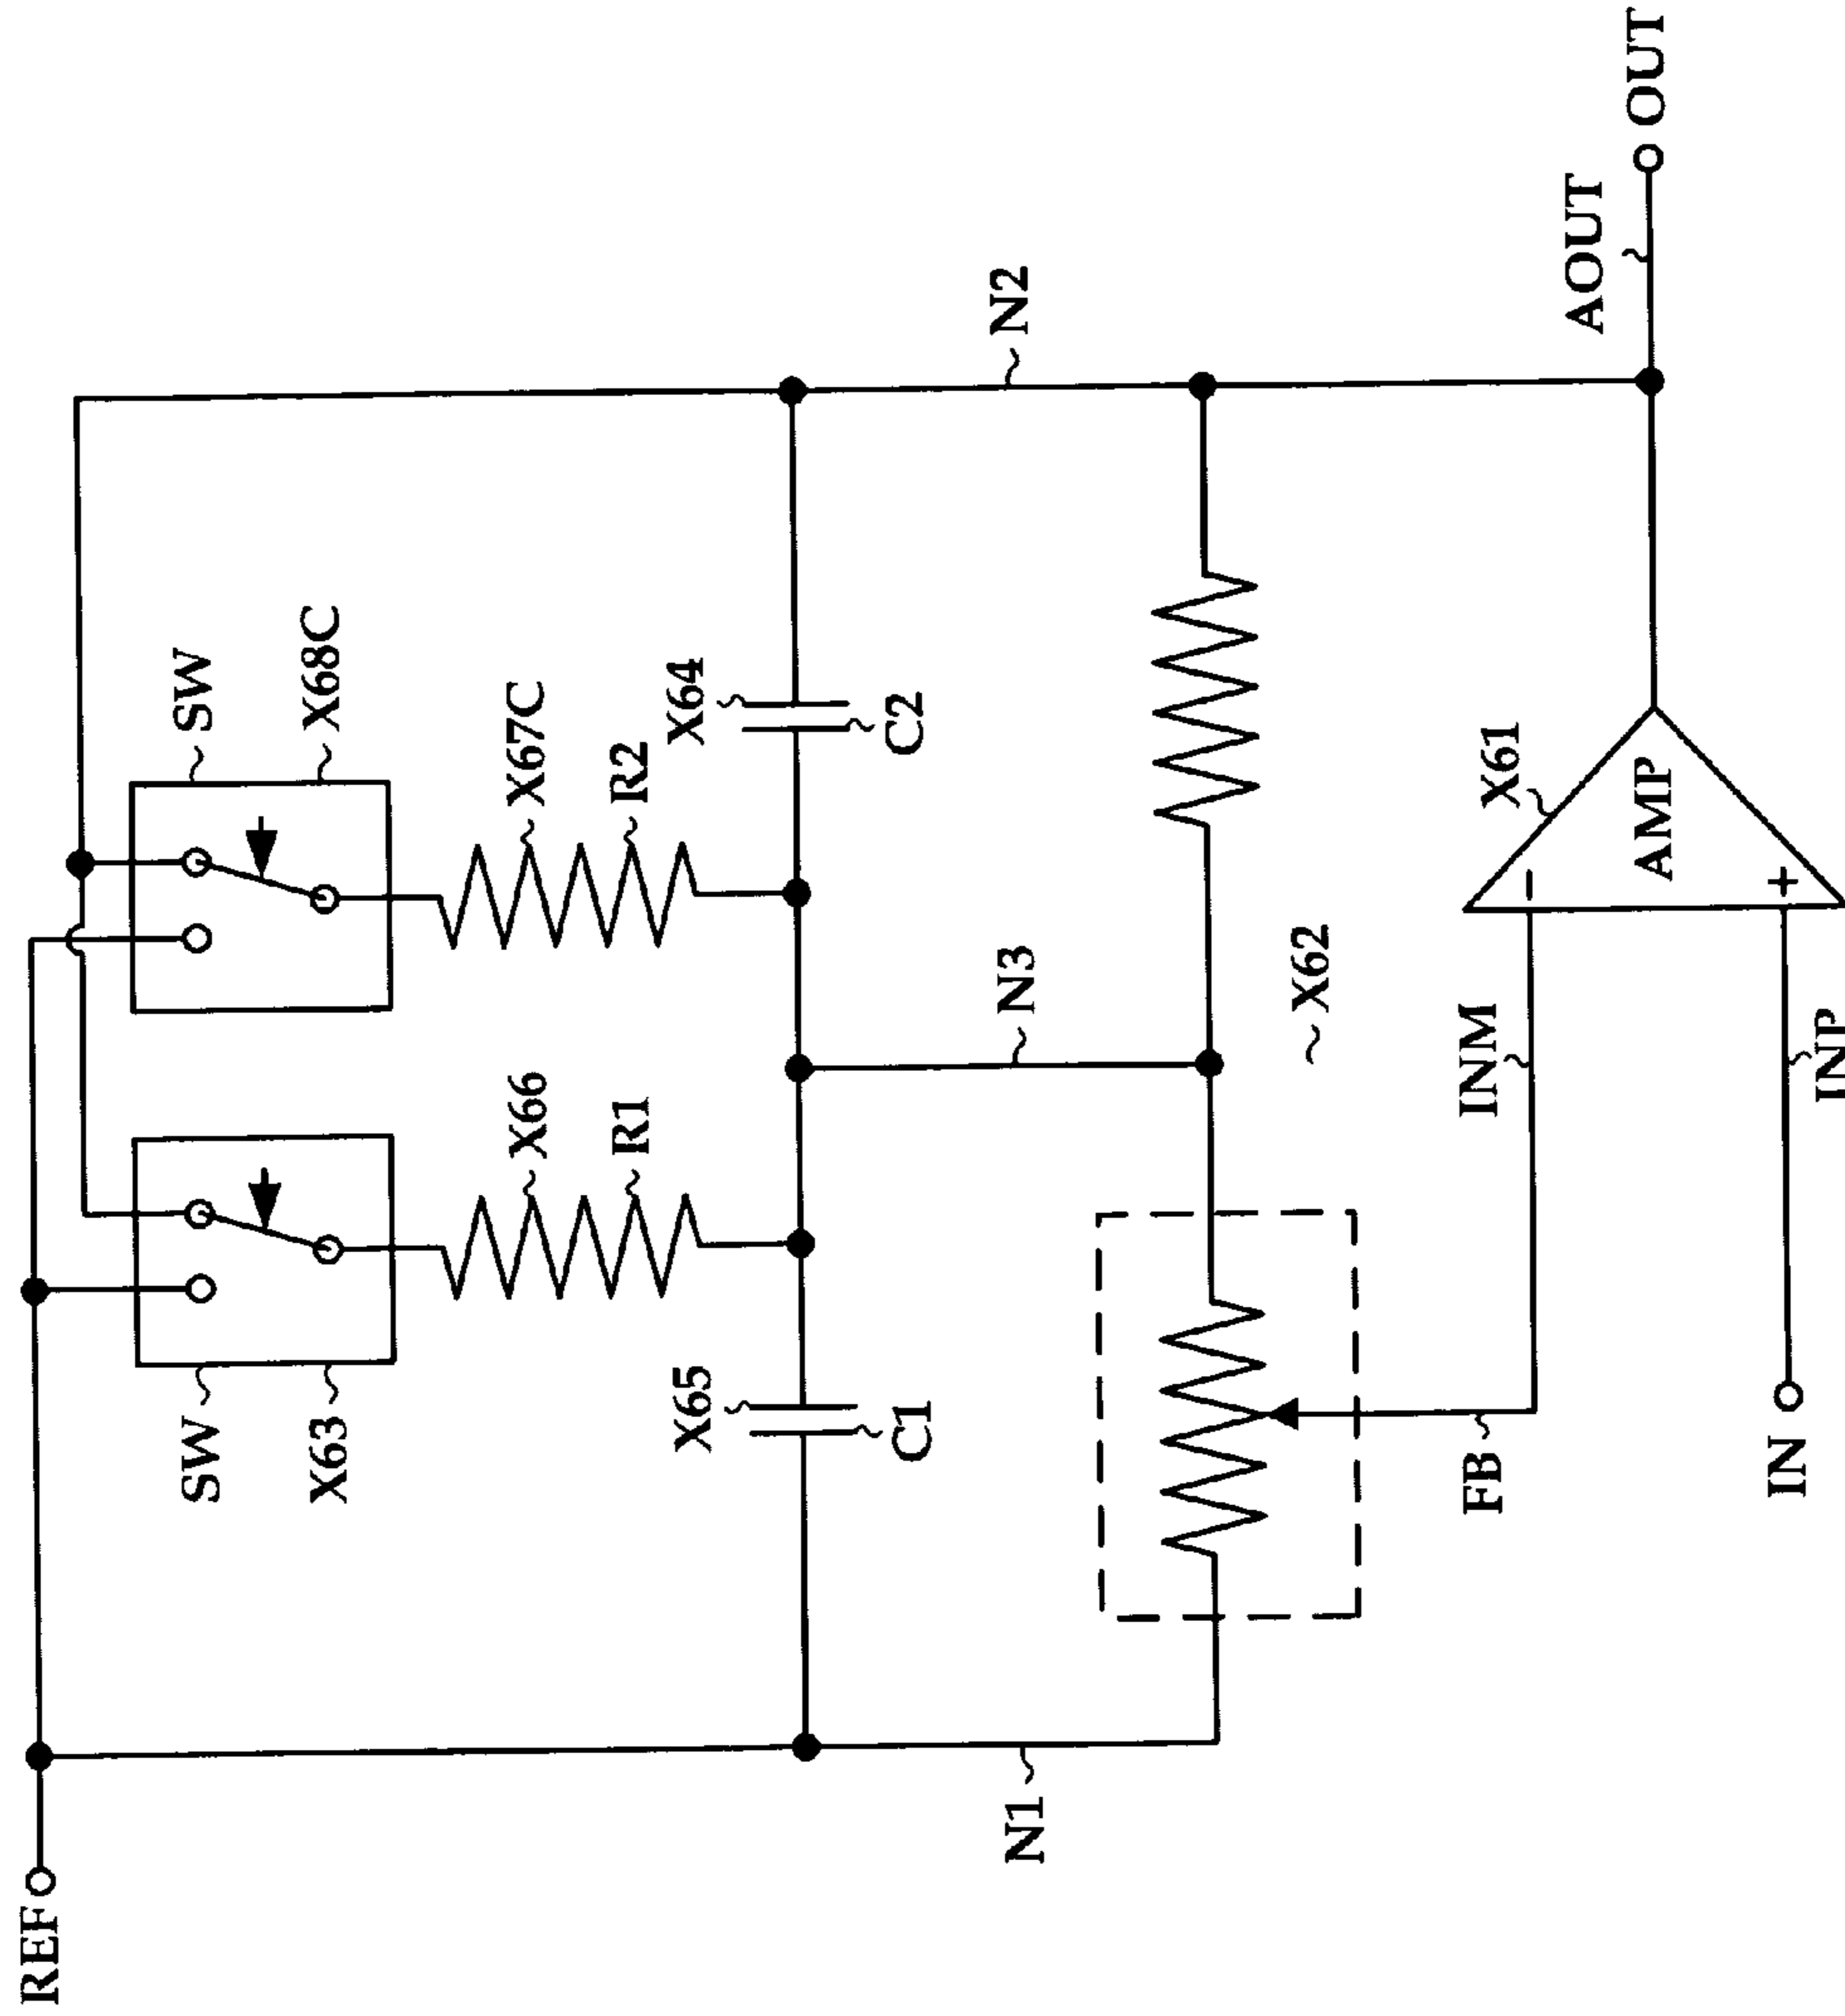 REF
SW
X63
SW
X68C
X66
R1
X67C
R2
X65
C1
X64
C2
N1
N3
N2
X62
FB
INM
X61
AMP
-
+
IN
INP
AOUT
OUT